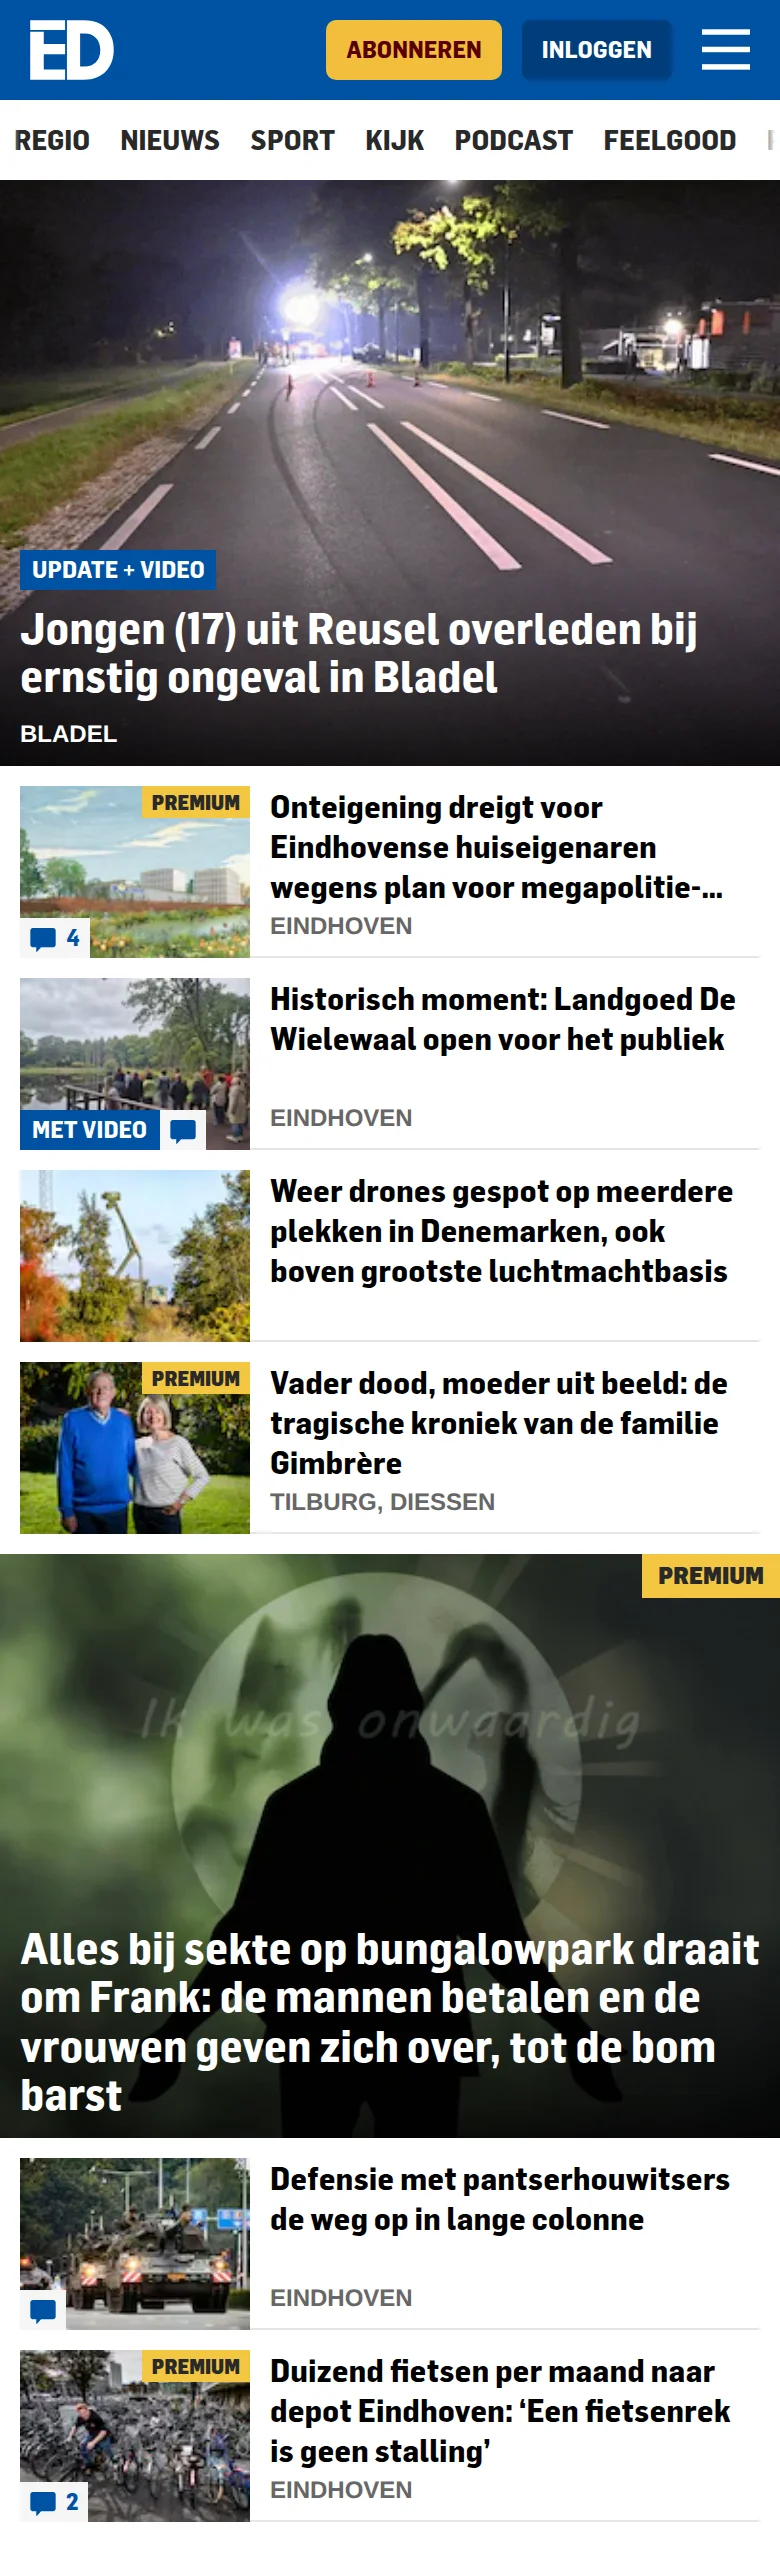 ED
ABONNEREN
INLOGGEN
REGIO NIEUWS SPORT KIJK PODCAST FEELGOOD
UPDATE + VIDEO
Jongen (17) uit Reusel overleden bij
ernstig ongeval in Bladel
BLADEL
PREMIUM
4
Onteigening dreigt voor
Eindhovense huiseigenaren
wegens plan voor megapolitie-...
EINDHOVEN
MET VIDEO
Historisch moment: Landgoed De
Wielewaal open voor het publiek
EINDHOVEN
Weer drones gespot op meerdere
plekken in Denemarken, ook
boven grootste luchtmachtbasis
PREMIUM
Vader dood, moeder uit beeld: de
tragische kroniek van de familie
Gimbrère
TILBURG, DIESSEN
PREMIUM
Ik was onwaardig
Alles bij sekte op bungalowpark draait
om Frank: de mannen betalen en de
vrouwen geven zich over, tot de bom
barst
Defensie met pantserhouwitsers
de weg op in lange colonne
EINDHOVEN
PREMIUM
2
Duizend fietsen per maand naar
depot Eindhoven: ‘Een fietsenrek
is geen stalling’
EINDHOVEN